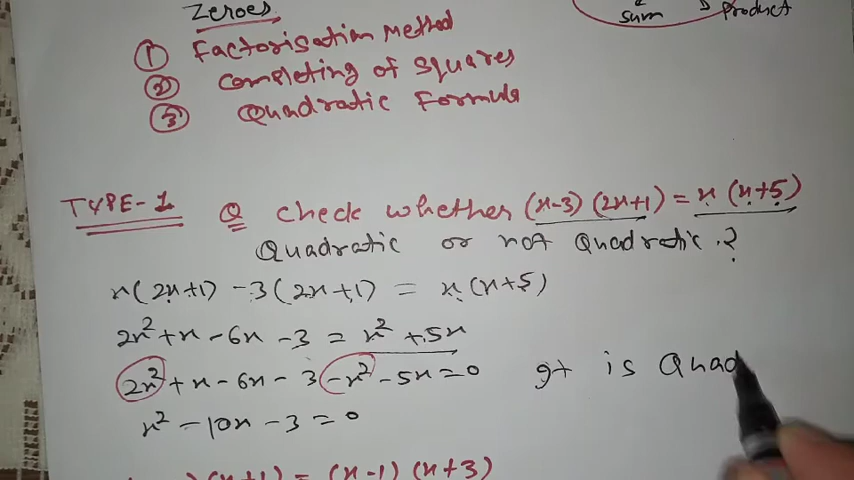 Zeroes
sum Product
① Factorisation Method
② Completing of Squares
③ Quadratic Formula
TYPE-1 Q check whether (x-3)(2x+1) = x(x+5)
Quadratic or not Quadratic.?
x(2x+1) -3(2x+1) = x(x+5)
2x²+x-6x-3 = x²+5x
2x²+x-6x-3-x²-5x=0 It is Quad
x²-10x-3=0
)(x+1) = (x-1)(x+3)